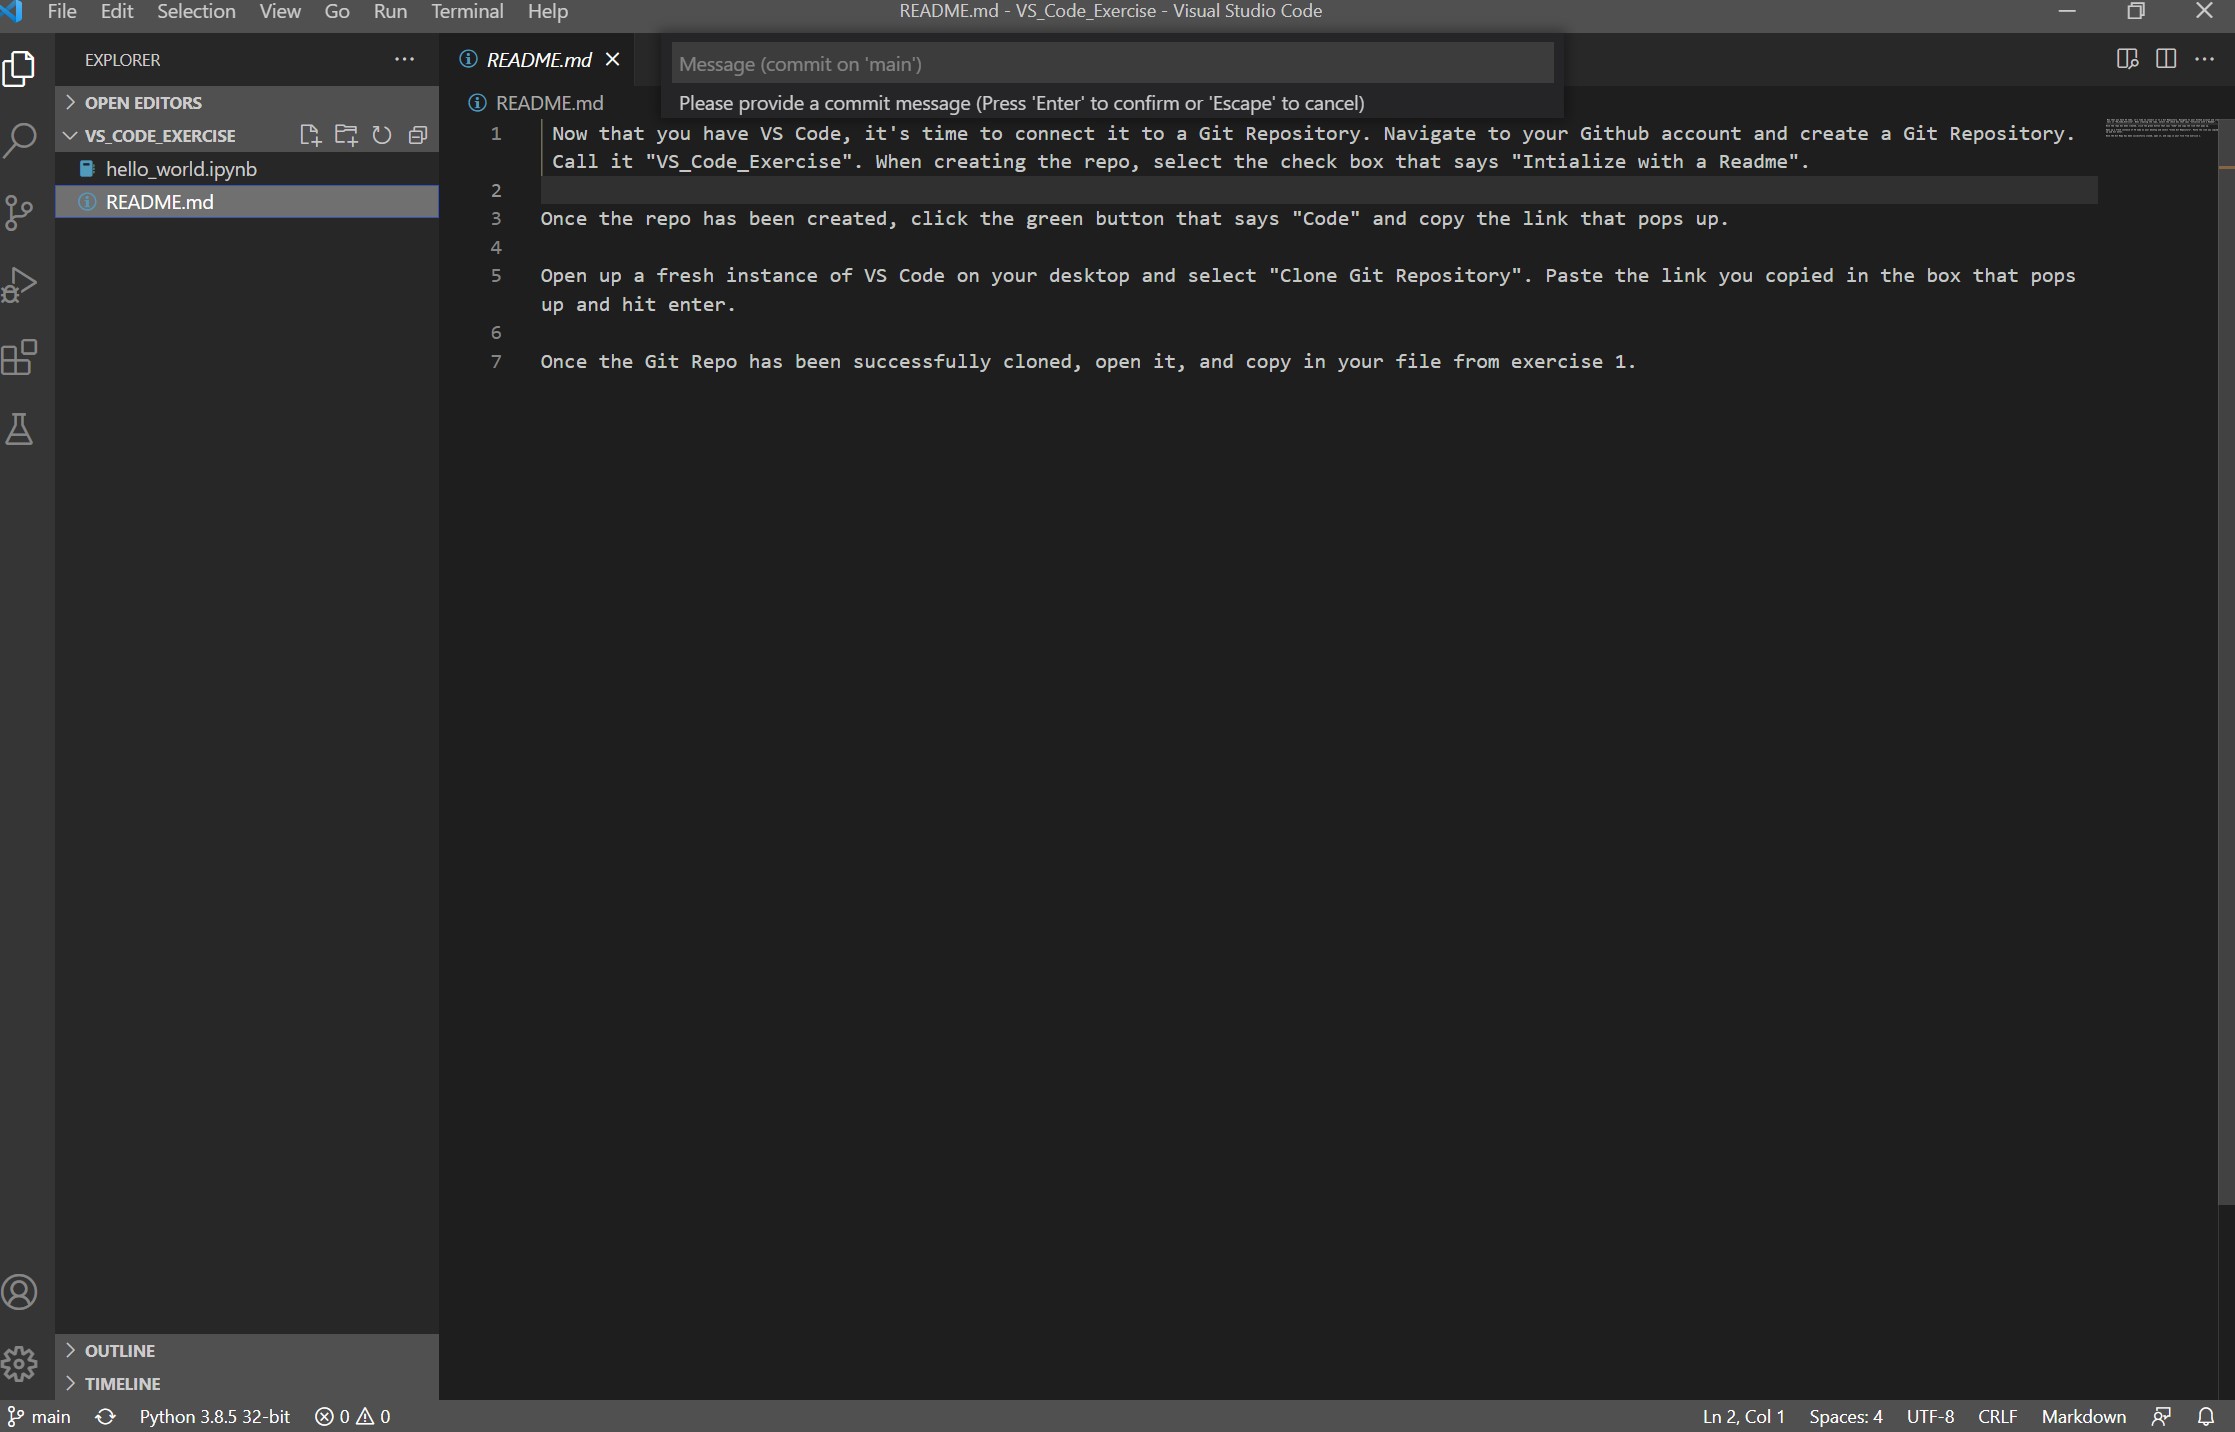 File Edit Selection View Go Run Terminal Help README.md - VS_Code_Exercise - Visual Studio Code
EXPLORER
OPEN EDITORS
VS_CODE_EXERCISE
hello_world.ipynb
README.md
OUTLINE
TIMELINE
README.md
Message (commit on 'main')
Please provide a commit message (Press 'Enter' to confirm or 'Escape' to cancel)
README.md
1 Now that you have VS Code, it's time to connect it to a Git Repository. Navigate to your Github account and create a Git Repository.
Call it "VS_Code_Exercise". When creating the repo, select the check box that says "Intialize with a Readme".
2
3 Once the repo has been created, click the green button that says "Code" and copy the link that pops up.
4
5 Open up a fresh instance of VS Code on your desktop and select "Clone Git Repository". Paste the link you copied in the box that pops
up and hit enter.
6
7 Once the Git Repo has been successfully cloned, open it, and copy in your file from exercise 1.
main Python 3.8.5 32-bit 0 0 Ln 2, Col 1 Spaces: 4 UTF-8 CRLF Markdown